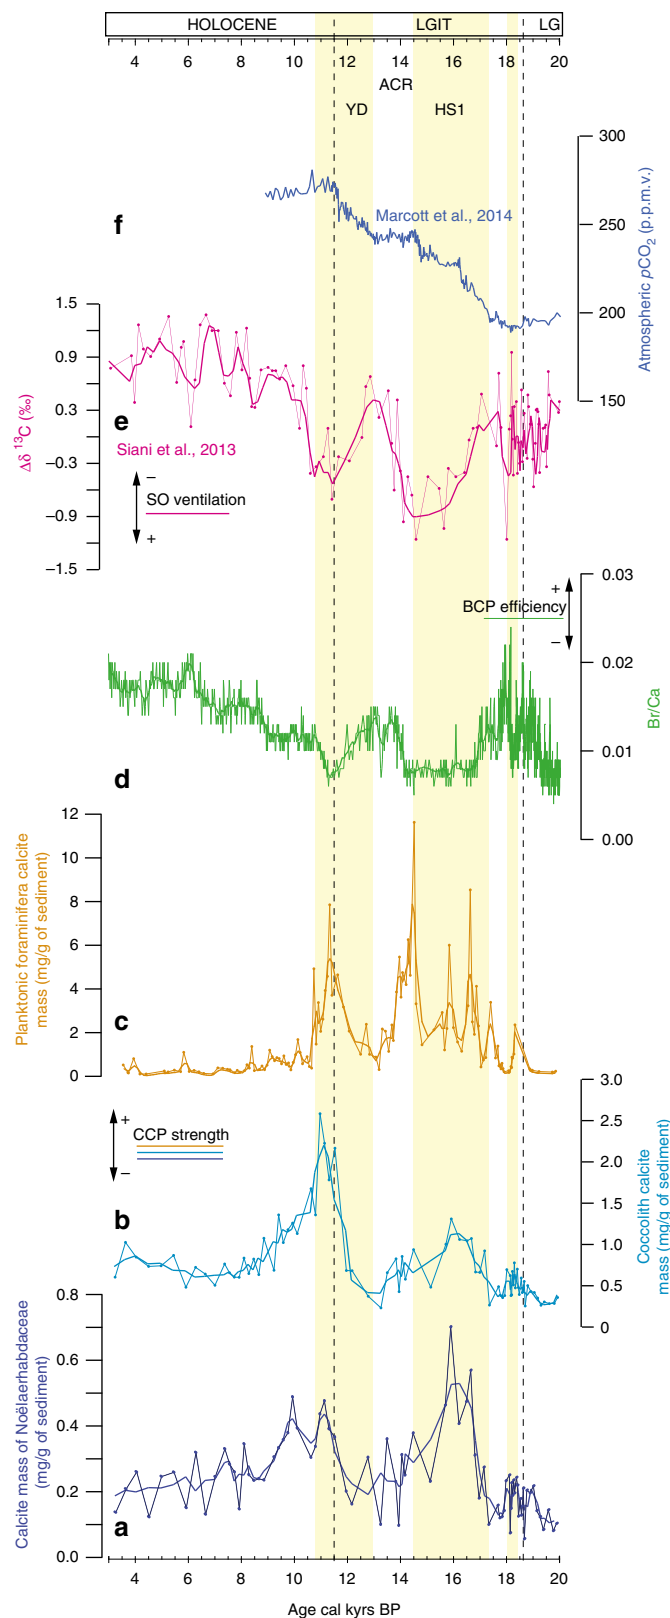 HOLOCENE LGIT LG
4 6 8 10 12 14 16 18 20
ACR
YD HS1
300
250
200
150
Atmospheric pCO2 (p.p.m.v.)
Marcott et al., 2014
f
1.5
0.9
0.3
−0.3
−0.9
−1.5
Δδ 13C (‰)
e
Siani et al., 2013
−
SO ventilation
+
0.03
0.02
0.01
0.00
Br/Ca
+
BCP efficiency
−
d
12
10
8
6
4
2
0
Planktonic foraminifera calcite
mass (mg/g of sediment)
c
3.0
2.5
2.0
1.5
1.0
0.5
0
Coccolith calcite
mass (mg/g of sediment)
+
CCP strength
−
b
0.8
0.6
0.4
0.2
0.0
Calcite mass of Noëlaerhabdaceae
(mg/g of sediment)
a
4 6 8 10 12 14 16 18 20
Age cal kyrs BP